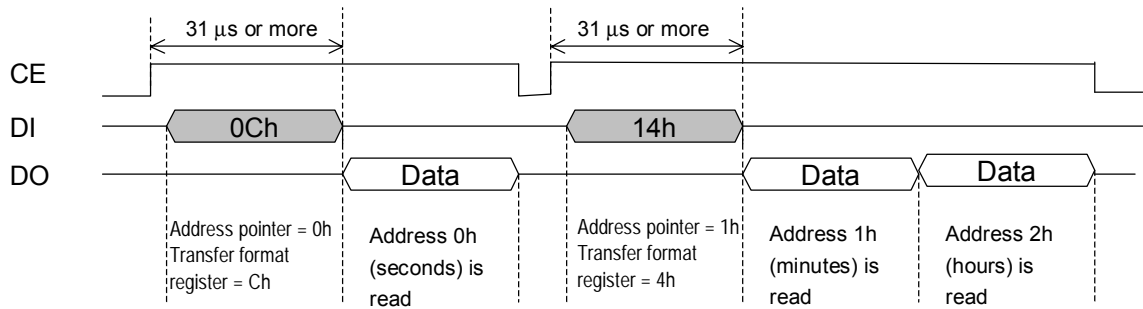 31 μs or more
31 μs or more
CE
DI
0Ch
14h
DO
Data
Data
Data
Address pointer = 0h
Transfer format
register = Ch
Address 0h
(seconds) is
read
Address pointer = 1h
Transfer format
register = 4h
Address 1h
(minutes) is
read
Address 2h
(hours) is
read